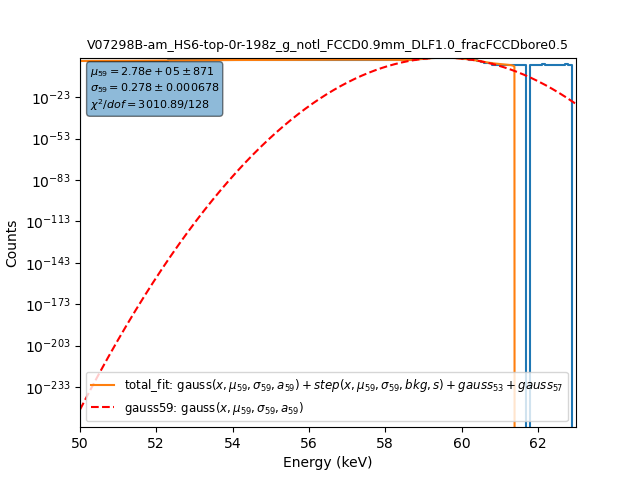 V07298B-am_HS6-top-0r-198z_g_notl_FCCD0.9mm_DLF1.0_fracFCCDbore0.5
μ₅₉ = 2.78e + 05 ± 871
σ₅₉ = 0.278 ± 0.000678
χ²/dof = 3010.89/128
10⁻²³
10⁻⁵³
10⁻⁸³
10⁻¹¹³
10⁻¹⁴³
10⁻¹⁷³
10⁻²⁰³
10⁻²³³
Counts
total_fit: gauss(x, μ₅₉, σ₅₉, a₅₉) + step(x, μ₅₉, σ₅₉, bkg, s) + gauss₅₃ + gauss₅₇
gauss59: gauss(x, μ₅₉, σ₅₉, a₅₉)
50 52 54 56 58 60 62
Energy (keV)